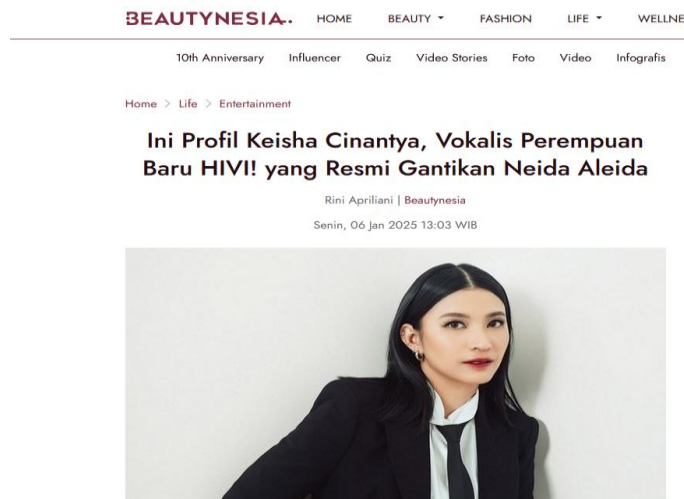 BEAUTYNESIA. HOME BEAUTY FASHION LIFE
10th Anniversary Influencer Quiz Video Stories Foto Video Infografis
Home > Life > Entertainment
Ini Profil Keisha Cinantya, Vokalis Perempuan
Baru HIVI! yang Resmi Gantikan Neida Aleida
Rini Apriliani | Beautynesia
Senin, 06 Jan 2025 13:03 WIB